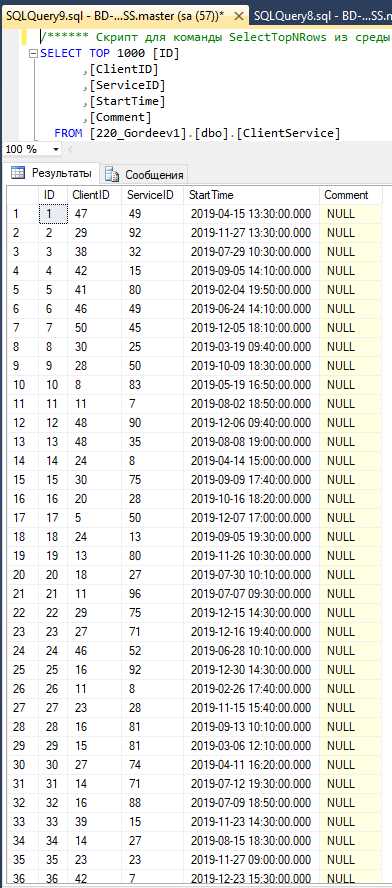 SQLQuery9.sql - BD-...SS.master (sa (57))* SQLQuery8.sql - BD-...SS
/****** Скрипт для команды SelectTopNRows из среды
SELECT TOP 1000 [ID]
,[ClientID]
,[ServiceID]
,[StartTime]
,[Comment]
FROM [220_Gordeev1].[dbo].[ClientService]
100 %
Результаты Сообщения
ID ClientID ServiceID StartTime Comment
1 1 47 49 2019-04-15 13:30:00.000 NULL
2 2 29 92 2019-11-27 13:30:00.000 NULL
3 3 38 32 2019-07-29 10:30:00.000 NULL
4 4 42 15 2019-09-05 14:10:00.000 NULL
5 5 41 80 2019-02-04 19:50:00.000 NULL
6 6 46 49 2019-06-24 14:10:00.000 NULL
7 7 50 45 2019-12-05 18:10:00.000 NULL
8 8 30 25 2019-03-19 09:40:00.000 NULL
9 9 28 50 2019-10-09 18:30:00.000 NULL
10 10 8 83 2019-05-19 16:50:00.000 NULL
11 11 11 7 2019-08-02 18:50:00.000 NULL
12 12 48 90 2019-12-06 09:40:00.000 NULL
13 13 48 35 2019-08-08 19:00:00.000 NULL
14 14 24 8 2019-04-14 15:00:00.000 NULL
15 15 30 75 2019-09-09 17:40:00.000 NULL
16 16 20 28 2019-10-16 18:20:00.000 NULL
17 17 5 50 2019-12-07 17:00:00.000 NULL
18 18 24 13 2019-09-05 19:30:00.000 NULL
19 19 13 80 2019-11-26 10:30:00.000 NULL
20 20 18 27 2019-07-30 10:10:00.000 NULL
21 21 11 96 2019-07-07 09:30:00.000 NULL
22 22 29 75 2019-12-15 14:30:00.000 NULL
23 23 27 71 2019-12-16 19:40:00.000 NULL
24 24 46 52 2019-06-28 10:10:00.000 NULL
25 25 16 92 2019-12-30 14:30:00.000 NULL
26 26 11 8 2019-02-26 17:40:00.000 NULL
27 27 23 28 2019-11-15 15:40:00.000 NULL
28 28 16 81 2019-09-13 10:10:00.000 NULL
29 29 15 81 2019-03-06 12:10:00.000 NULL
30 30 27 74 2019-04-11 16:20:00.000 NULL
31 31 14 71 2019-07-12 19:30:00.000 NULL
32 32 16 88 2019-07-09 18:50:00.000 NULL
33 33 39 15 2019-11-23 14:30:00.000 NULL
34 34 14 27 2019-08-15 18:30:00.000 NULL
35 35 23 23 2019-11-27 09:00:00.000 NULL
36 36 42 7 2019-12-23 15:30:00.000 NULL